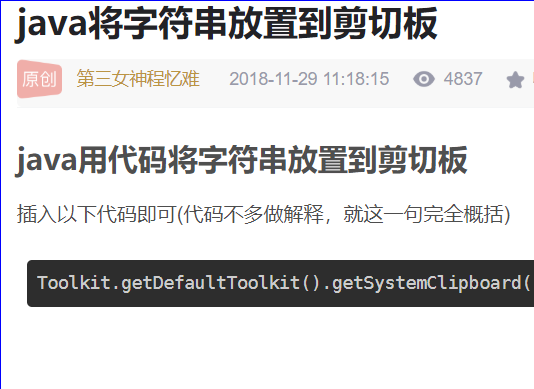 java将字符串放置到剪切板
原创 第三女神程忆难 2018-11-29 11:18:15 4837
java用代码将字符串放置到剪切板
插入以下代码即可(代码不多做解释，就这一句完全概括)
Toolkit.getDefaultToolkit().getSystemClipboard(